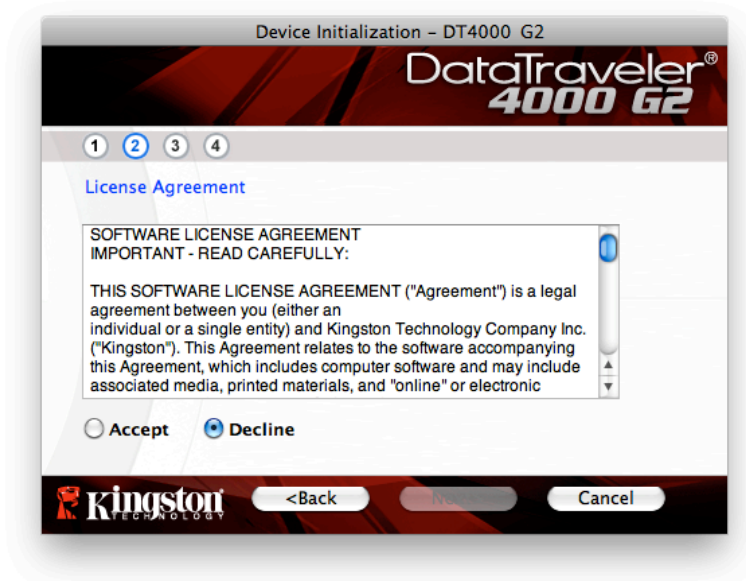 Device Initialization – DT4000 G2
DataTraveler®
4000 G2
1 2 3 4
License Agreement
SOFTWARE LICENSE AGREEMENT
IMPORTANT - READ CAREFULLY:
THIS SOFTWARE LICENSE AGREEMENT ("Agreement") is a legal
agreement between you (either an
individual or a single entity) and Kingston Technology Company Inc.
("Kingston"). This Agreement relates to the software accompanying
this Agreement, which includes computer software and may include
associated media, printed materials, and "online" or electronic
Accept Decline
Kingston
TECHNOLOGY
<Back Cancel